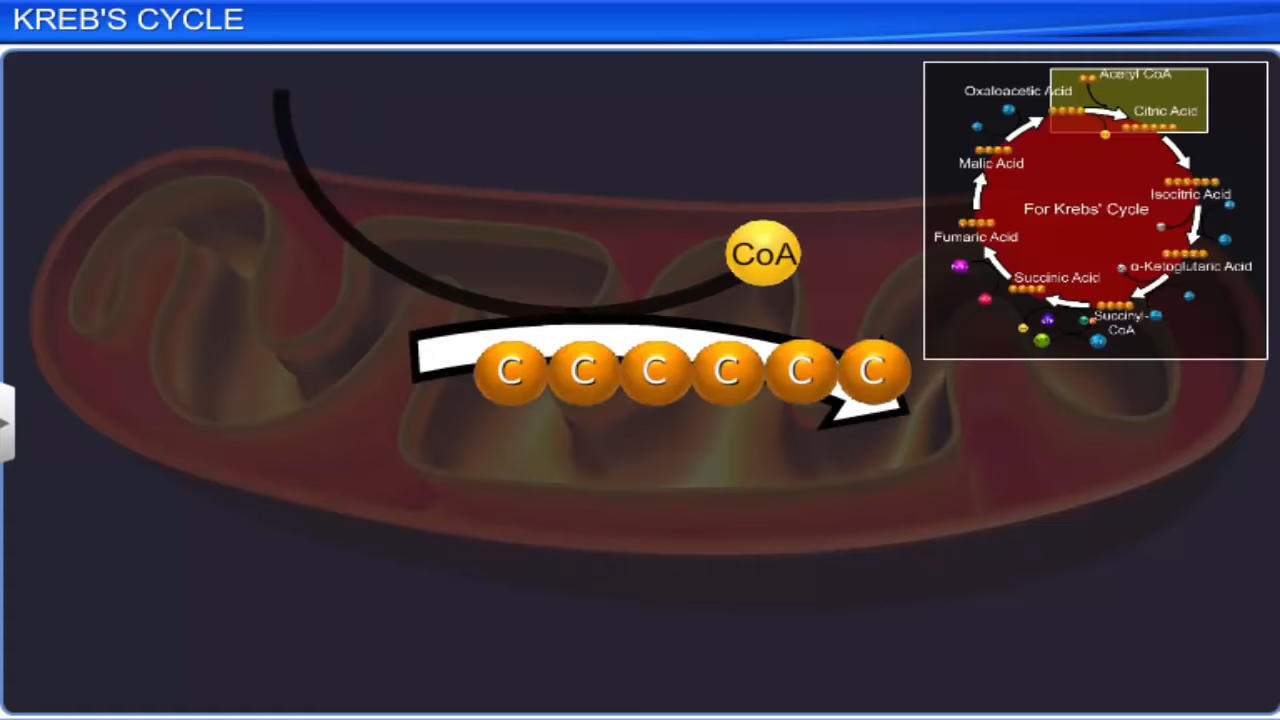 KREB'S CYCLE
Acetyl CoA
Oxaloacetic Acid
Citric Acid
Malic Acid
Isocitric Acid
For Krebs' Cycle
Fumaric Acid
α-Ketoglutaric Acid
Succinic Acid
Succinyl-
CoA
CoA
C C C C C C